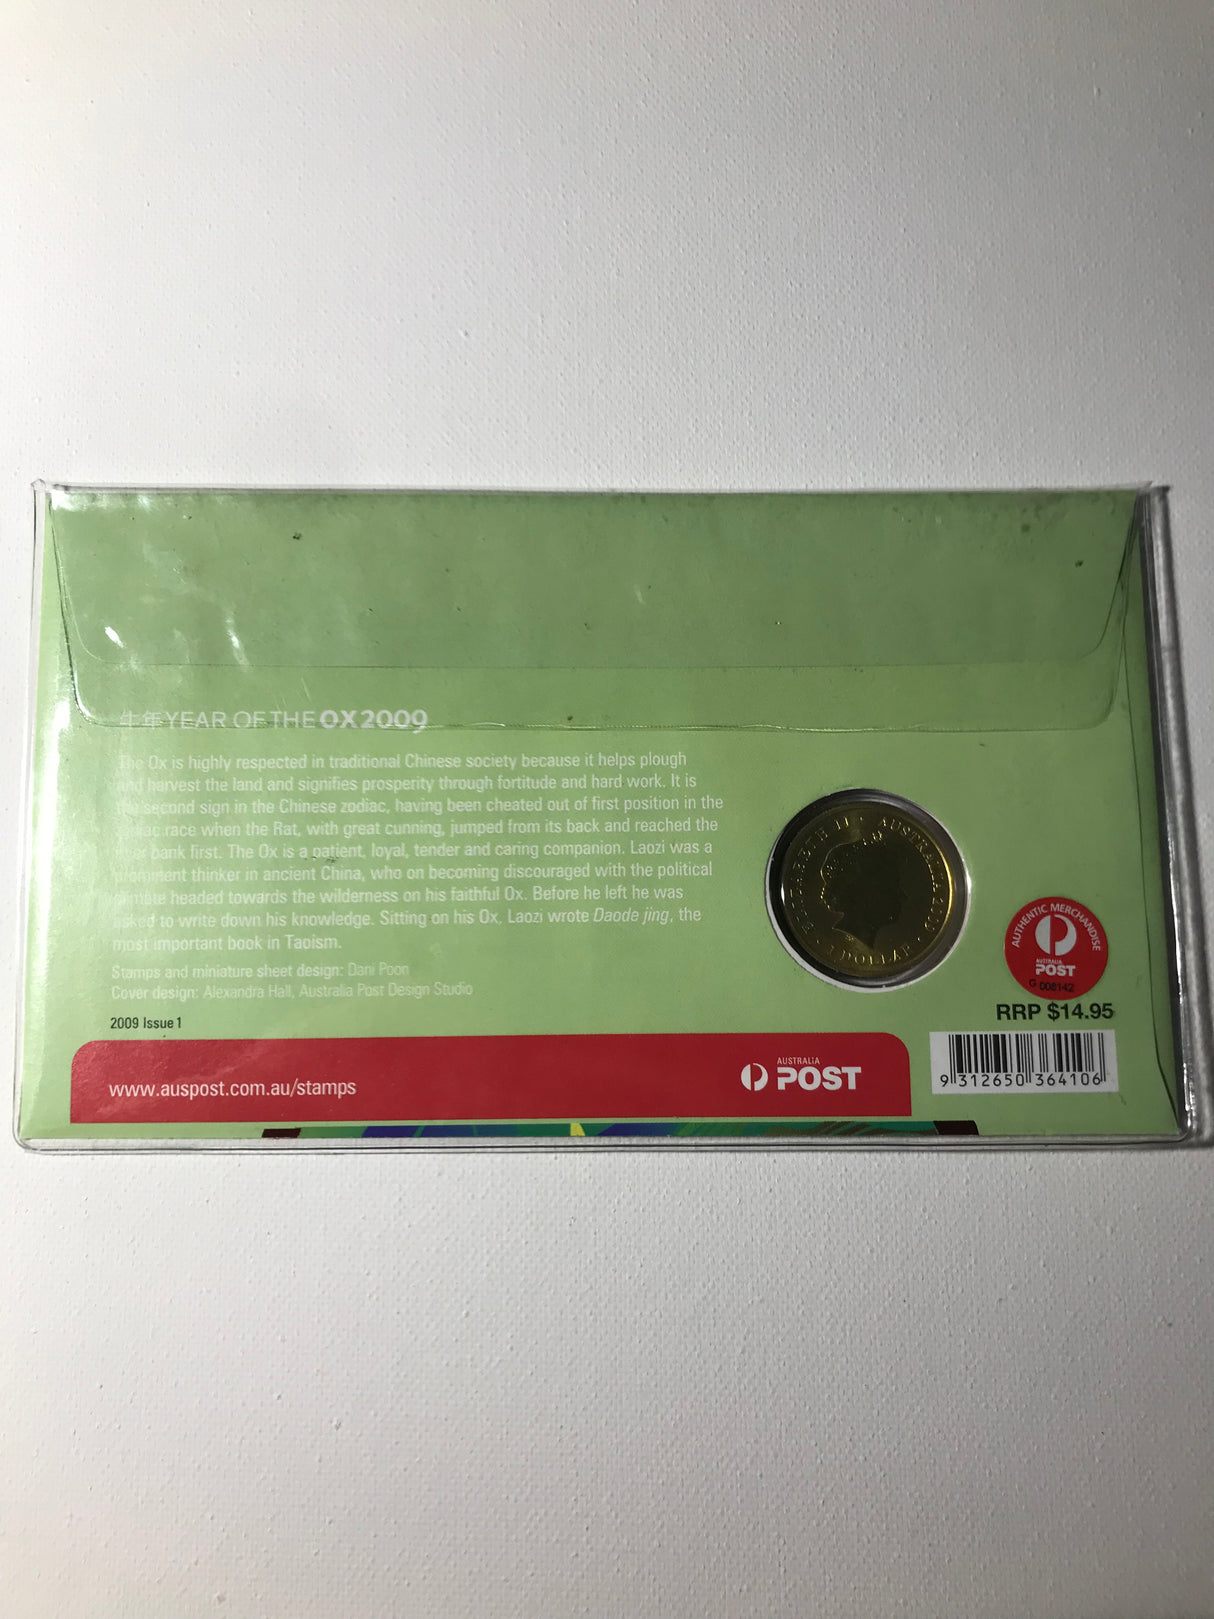 牛年 YEAR OF THE OX 2009
The Ox is highly respected in traditional Chinese society because it helps plough
and harvest the land and signifies prosperity through fortitude and hard work. It is
the second sign in the Chinese zodiac, having been cheated out of first position in the
zodiac race when the Rat, with great cunning, jumped from its back and reached the
river bank first. The Ox is a patient, loyal, tender and caring companion. Laozi was a
prominent thinker in ancient China, who on becoming discouraged with the political
climate headed towards the wilderness on his faithful Ox. Before he left he was
asked to write down his knowledge. Sitting on his Ox, Laozi wrote Daode jing, the
most important book in Taoism.
Stamps and miniature sheet design: Dani Poon
Cover design: Alexandra Hall, Australia Post Design Studio
2009 Issue 1
www.auspost.com.au/stamps
AUSTRALIA
POST
ELIZABETH II · AUSTRALIA 2009 · 1 DOLLAR ·
AUTHENTIC MERCHANDISE
AUSTRALIA
POST
G 008142
RRP $14.95
9 312650 364106